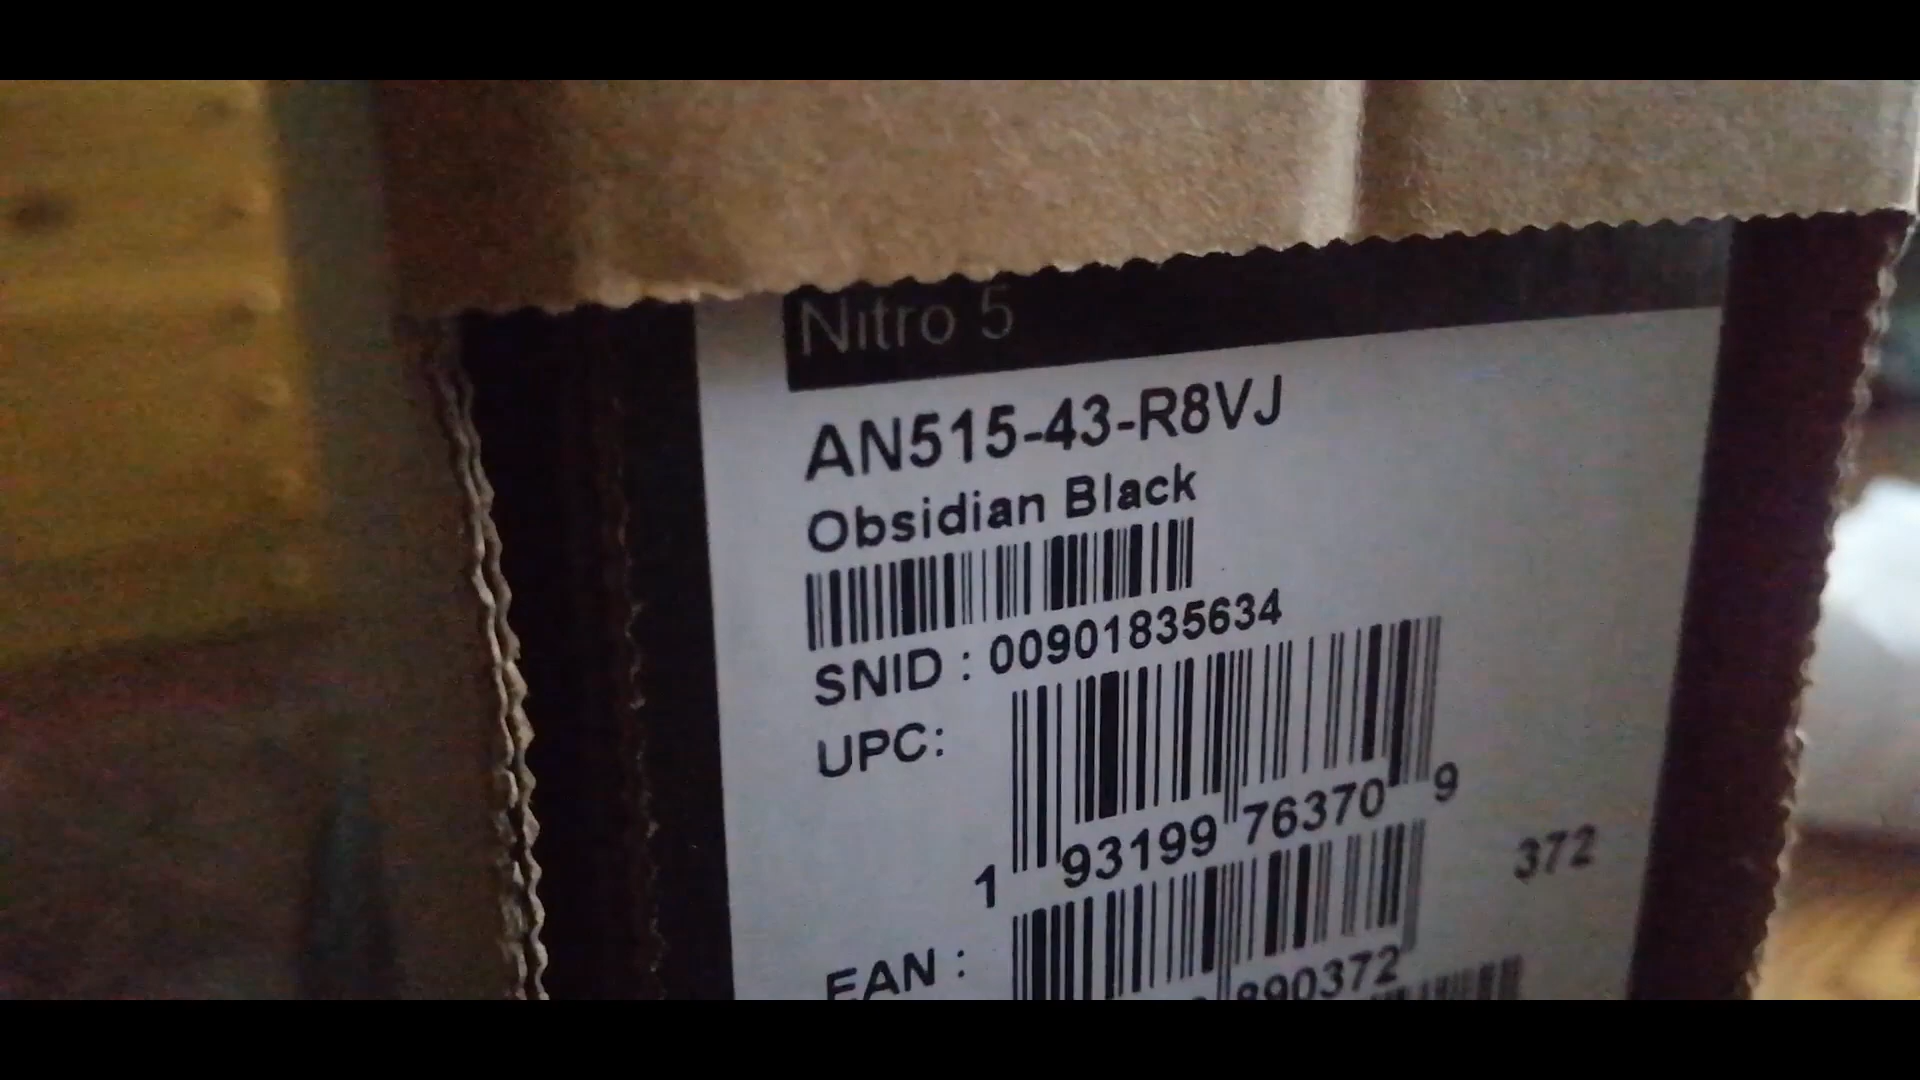 Nitro 5
AN515-43-R8VJ
Obsidian Black
SNID : 00901835634
UPC:
1 93199 76370 9
372
EAN :
890372